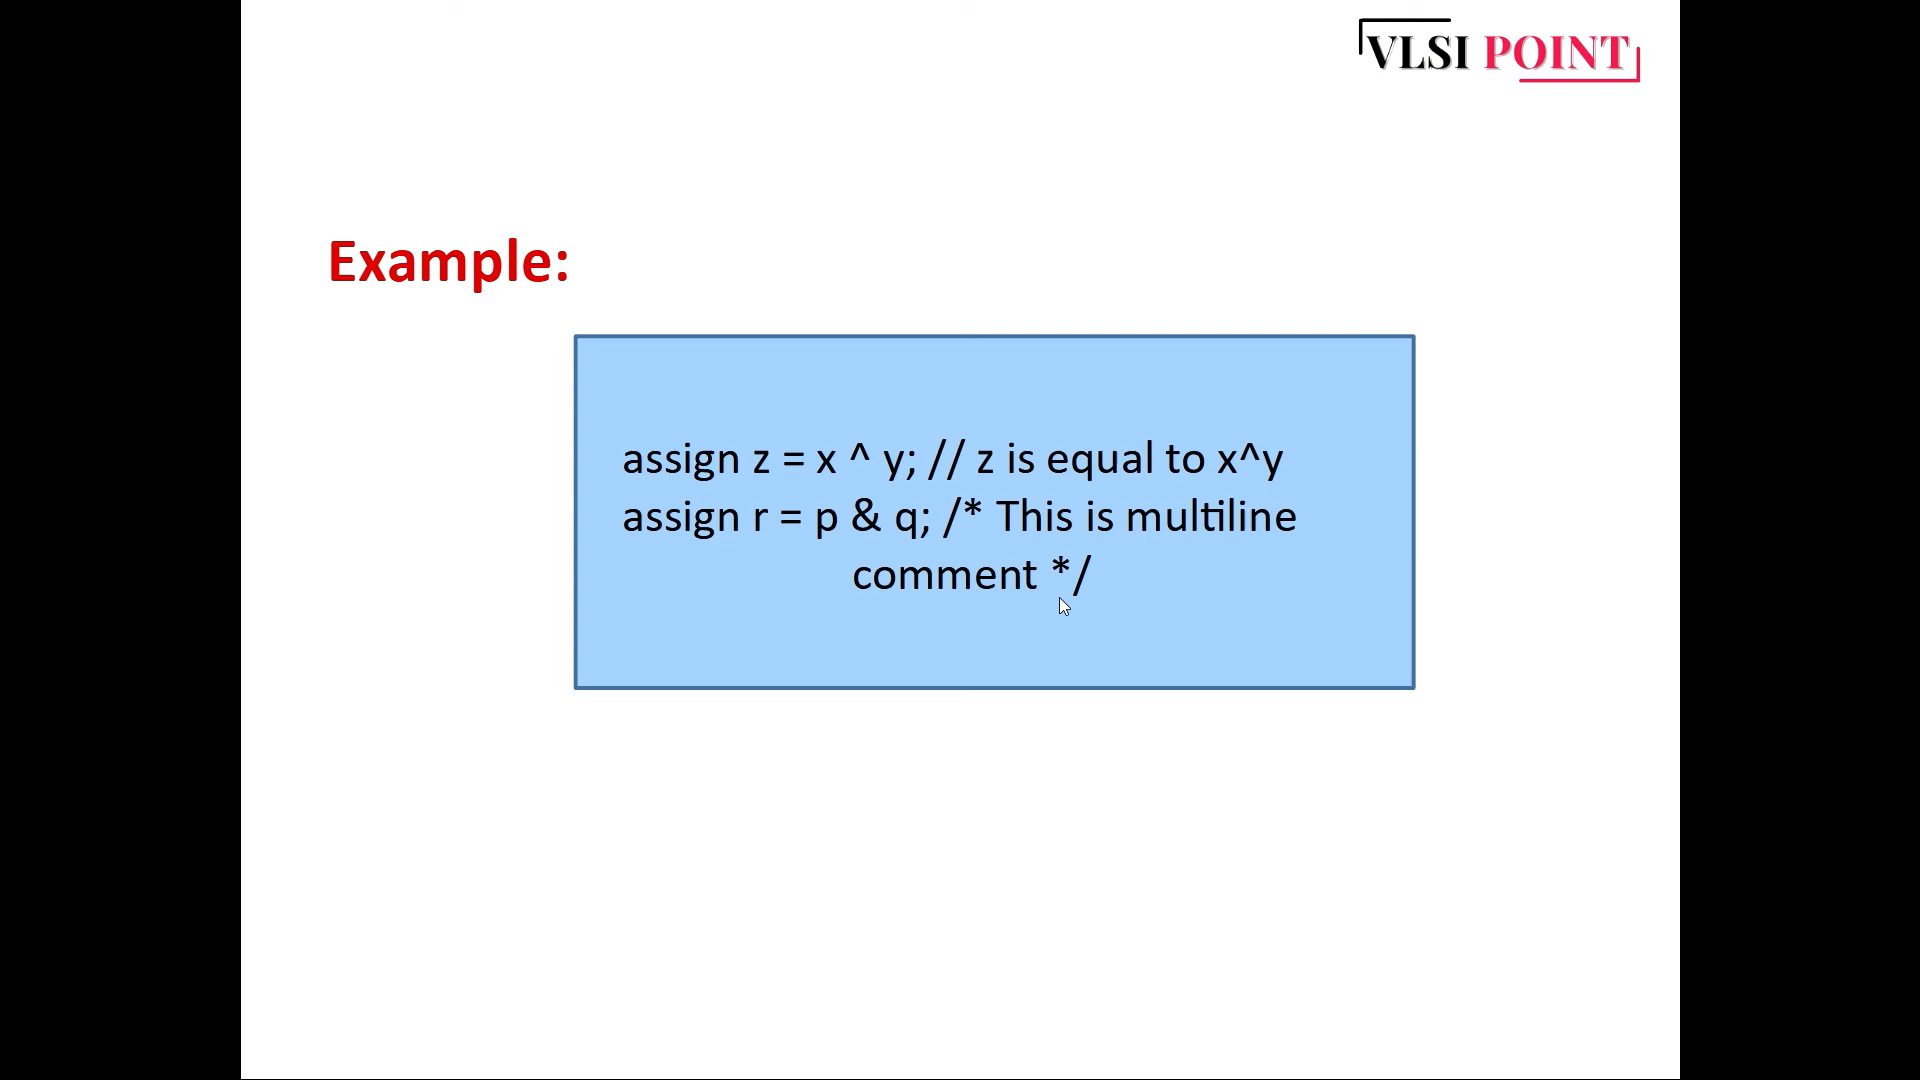 VLSI POINT
Example:
assign z = x ^ y; // z is equal to x^y
assign r = p & q; /* This is multiline
comment */